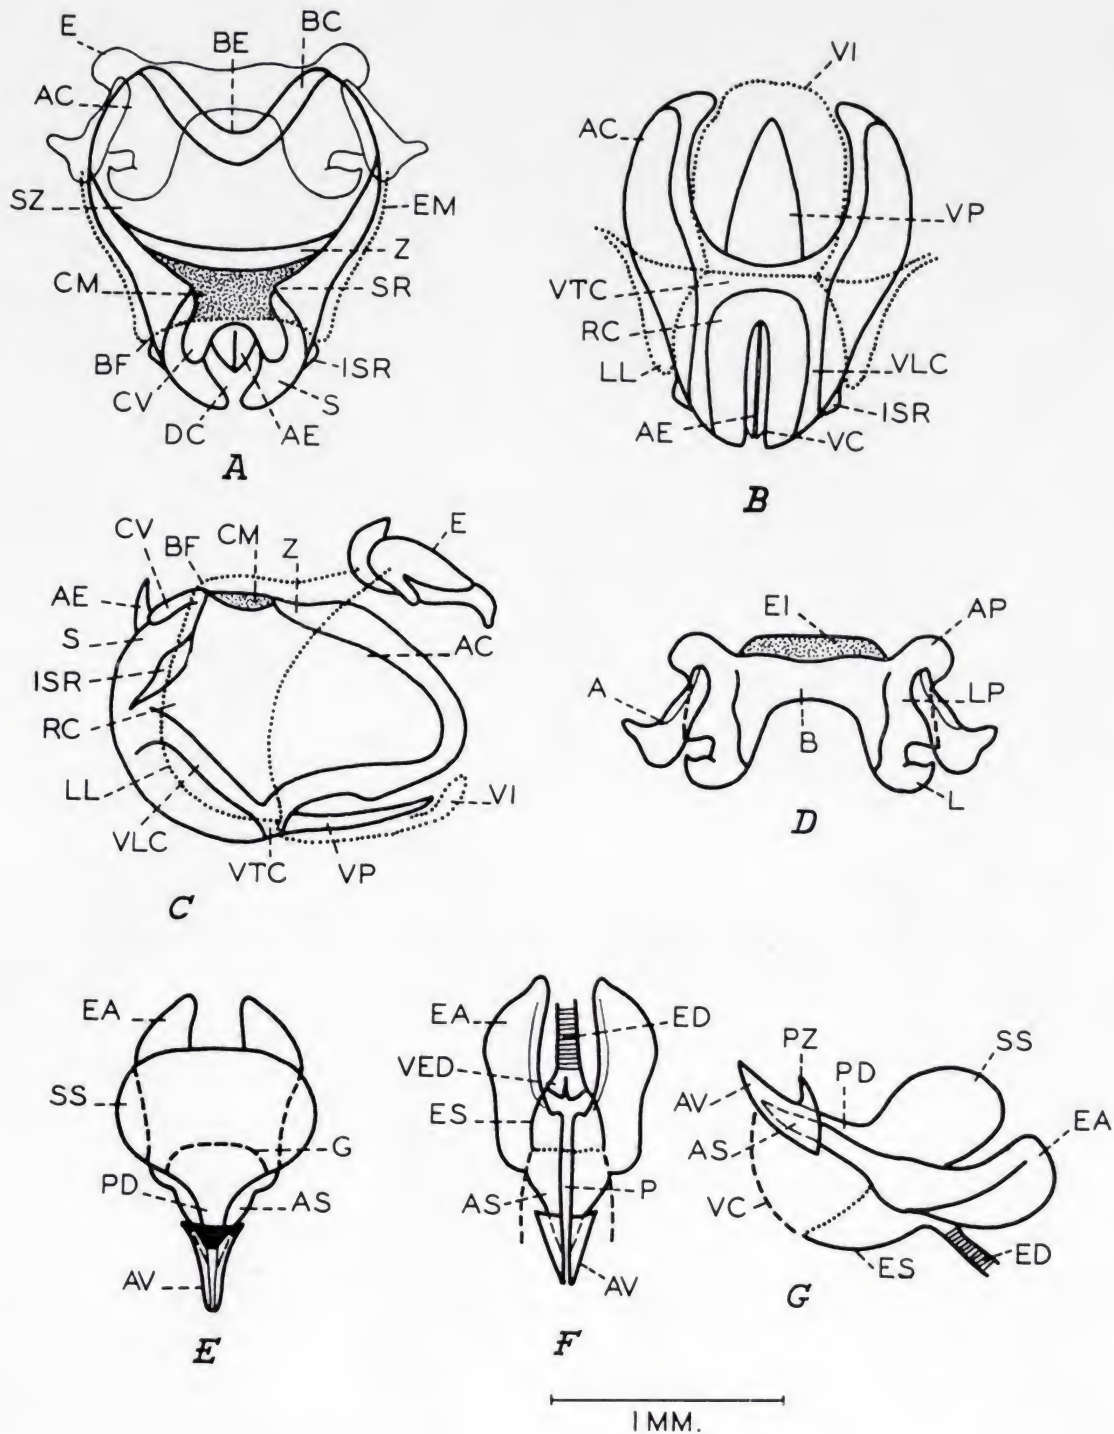 E
BE
BC
AC
SZ
EM
Z
CM
SR
BF
ISR
CV
S
DC
AE
A
VI
AC
VP
VTC
RC
LL
VLC
ISR
AE
VC
B
CV
BF
CM
Z
E
AE
S
AC
ISR
RC
LL
VLC
VI
VTC
VP
C
EI
AP
A
LP
B
L
D
EA
SS
G
PD
AS
AV
E
EA
ED
VED
ES
AS
P
AV
F
PZ
PD
SS
AV
AS
EA
VC
ES
ED
G
1 MM.